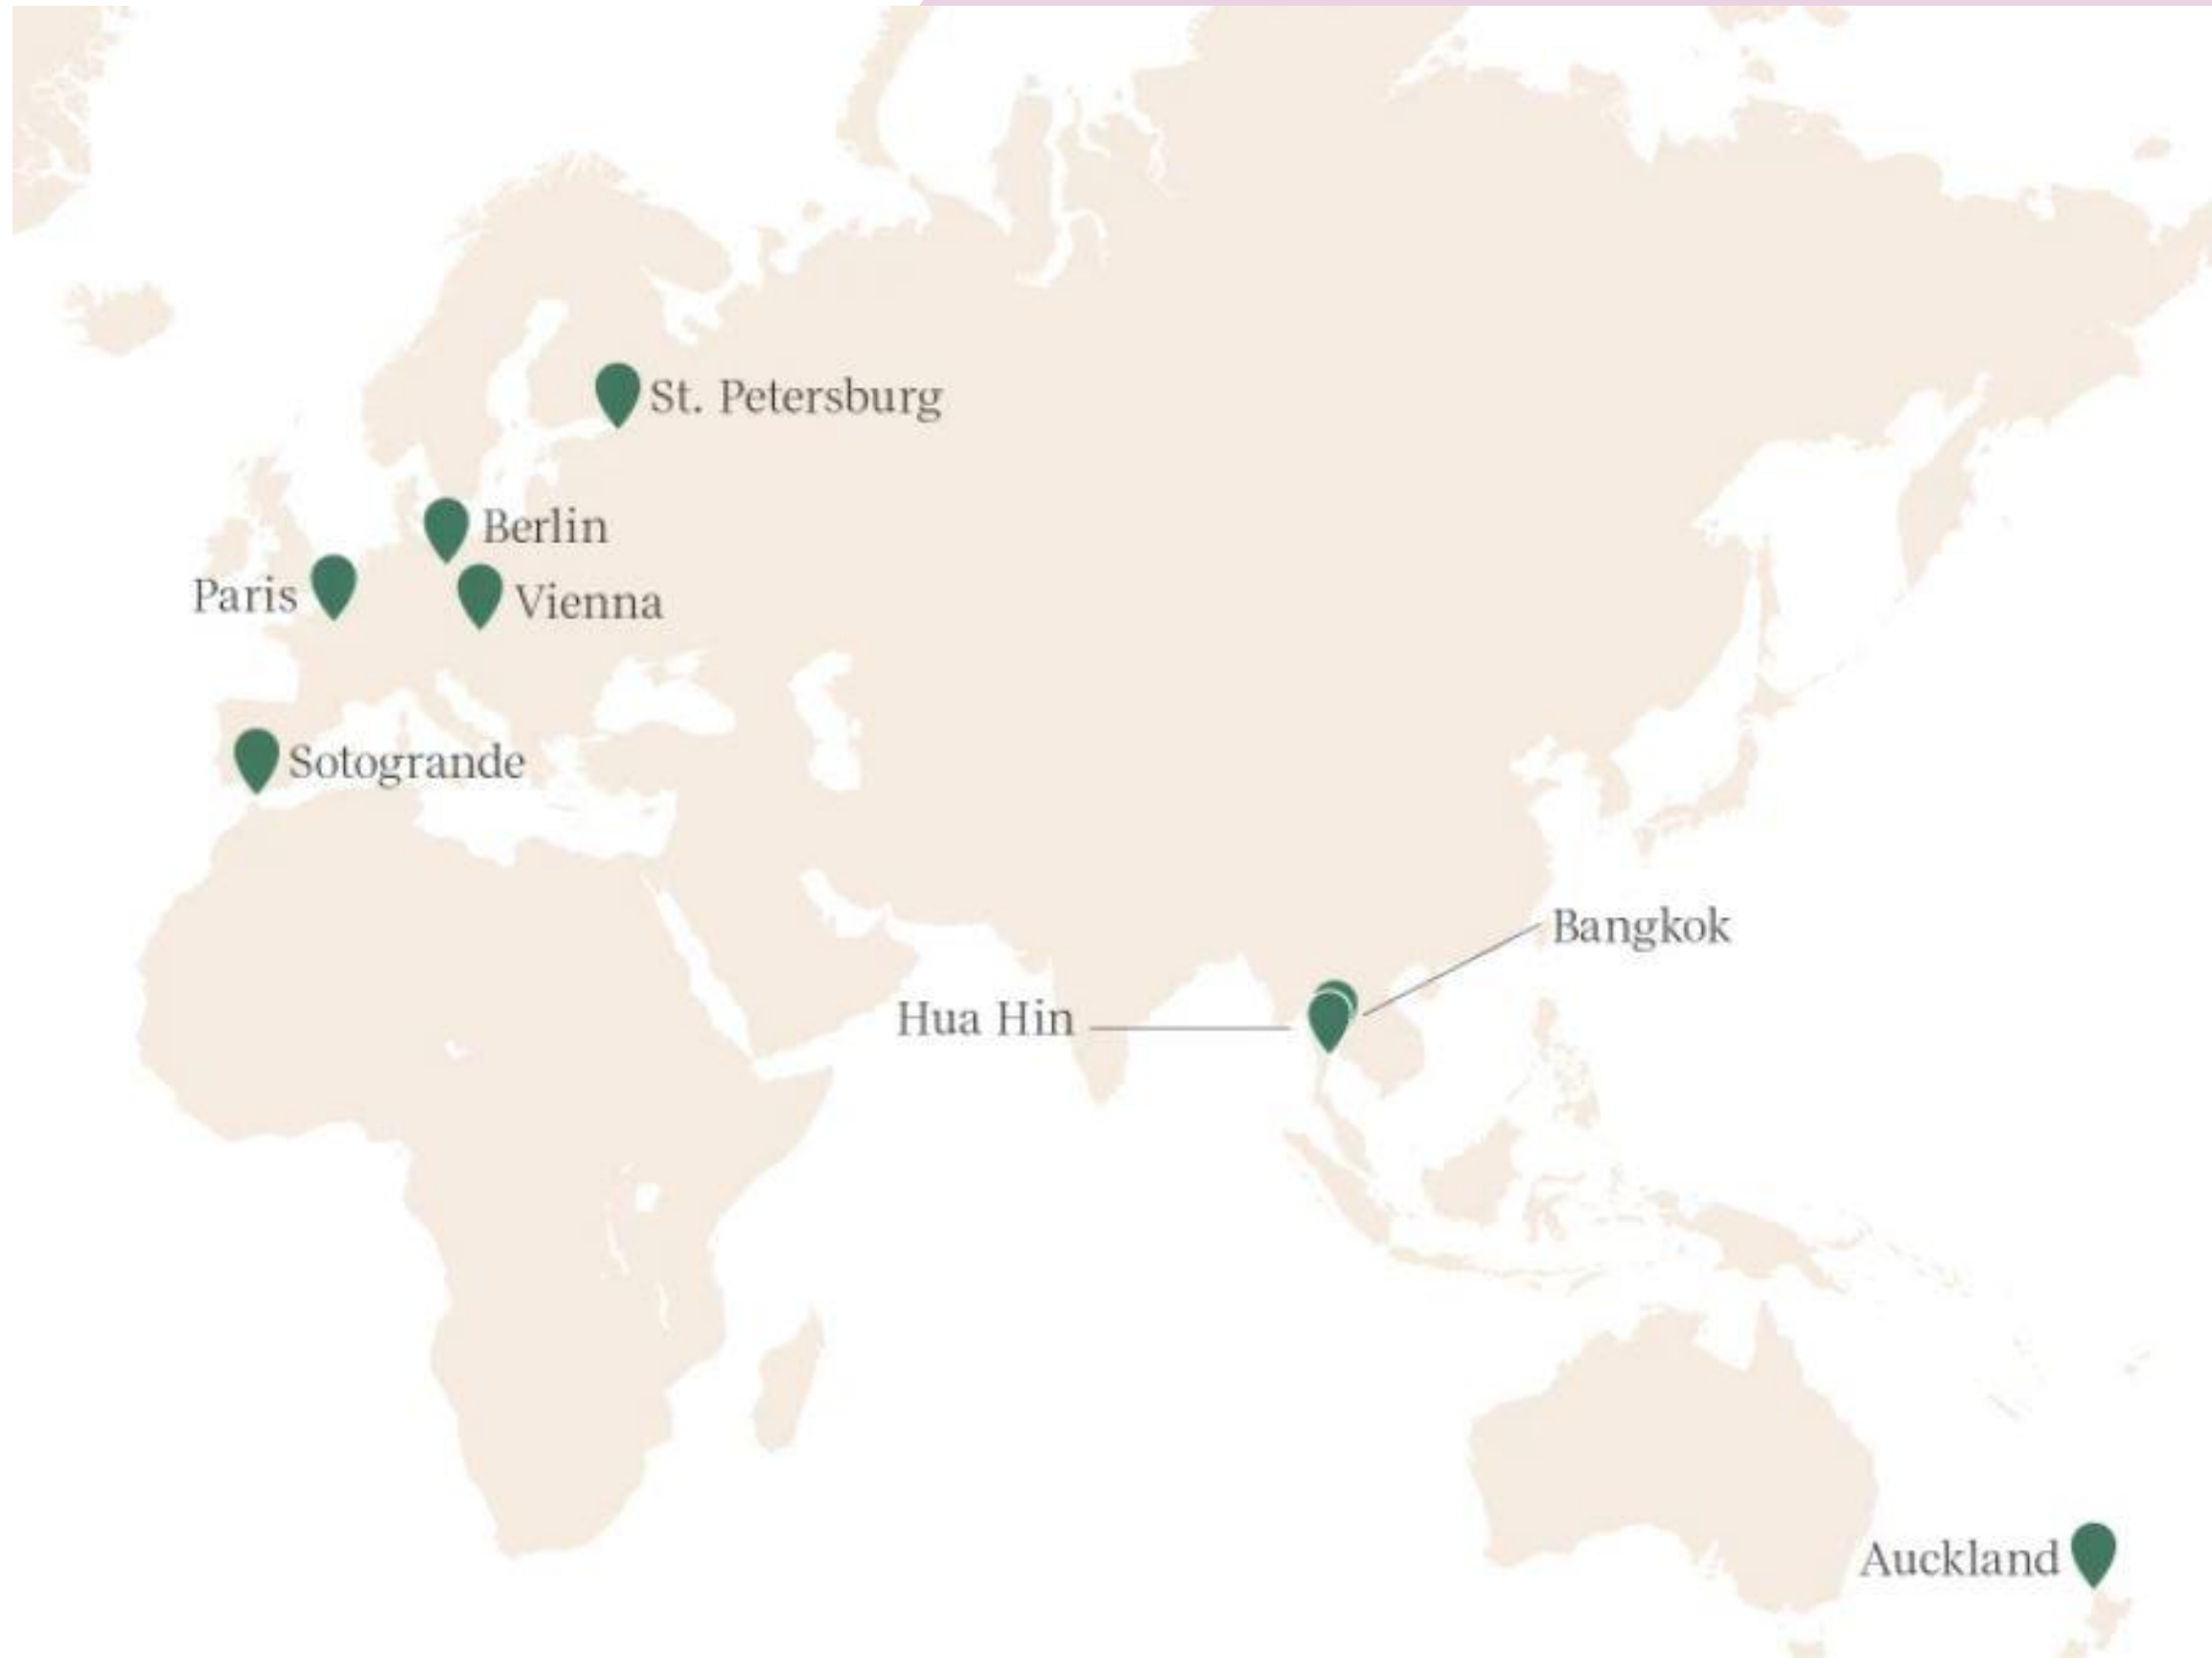 St. Petersburg
Berlin
Paris
Vienna
Sotogrande
Bangkok
Hua Hin
Auckland